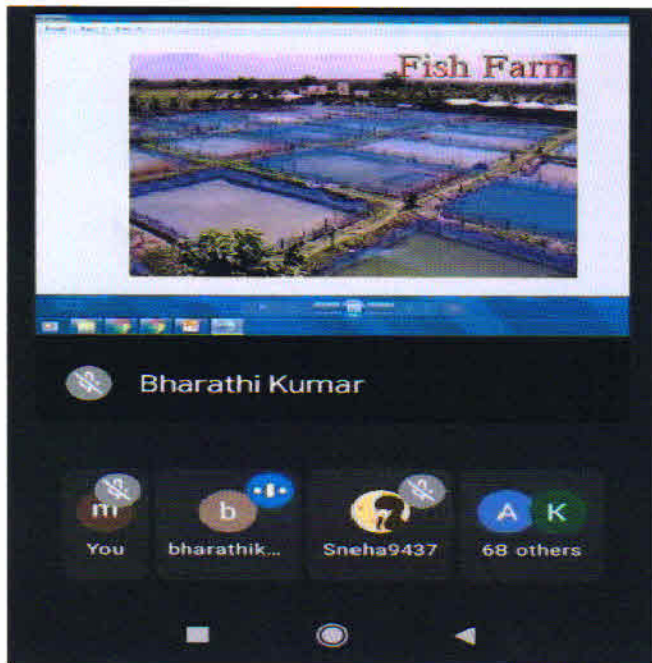 Fish Farm
Bharathi Kumar
m
b
A K
You
bharathik...
Sneha9437
68 others